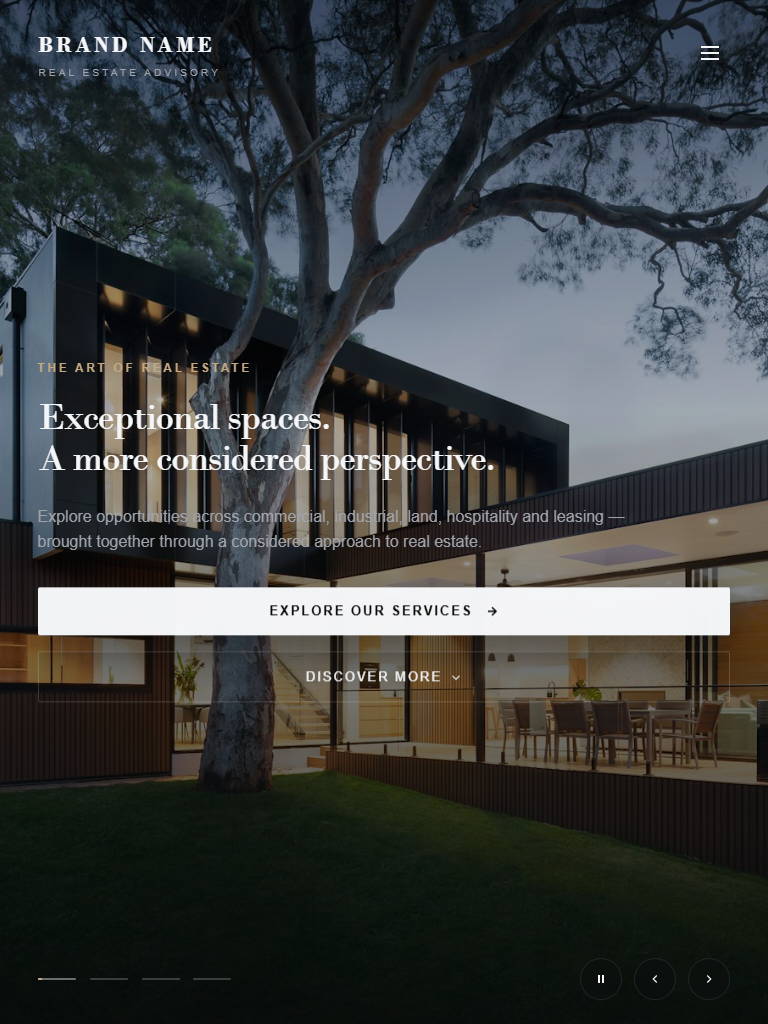 BRAND NAME
REAL ESTATE ADVISORY
THE ART OF REAL ESTATE
Exceptional spaces.
A more considered perspective.
Explore opportunities across commercial, industrial, land, hospitality and leasing —
brought together through a considered approach to real estate.
EXPLORE OUR SERVICES →
DISCOVER MORE